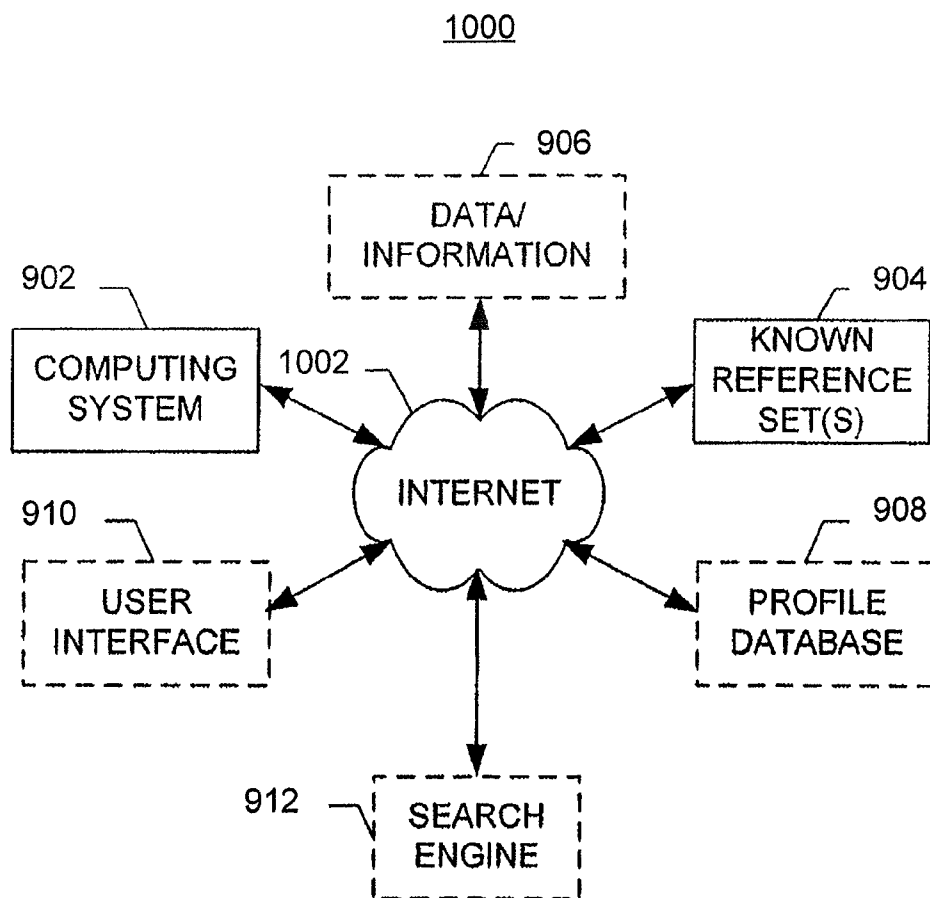 1000
906
DATA/
INFORMATION
902
COMPUTING
SYSTEM
904
KNOWN
REFERENCE
SET(S)
1002
INTERNET
910
USER
INTERFACE
908
PROFILE
DATABASE
912
SEARCH
ENGINE